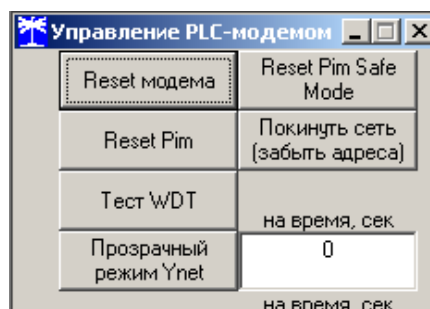 Управление PLC-модемом
Reset модема
Reset Pim Safe
Mode
Reset Pim
Покинуть сеть
(забыть адреса)
Тест WDT
на время, сек
Прозрачный
режим Ynet
0
на время, сек